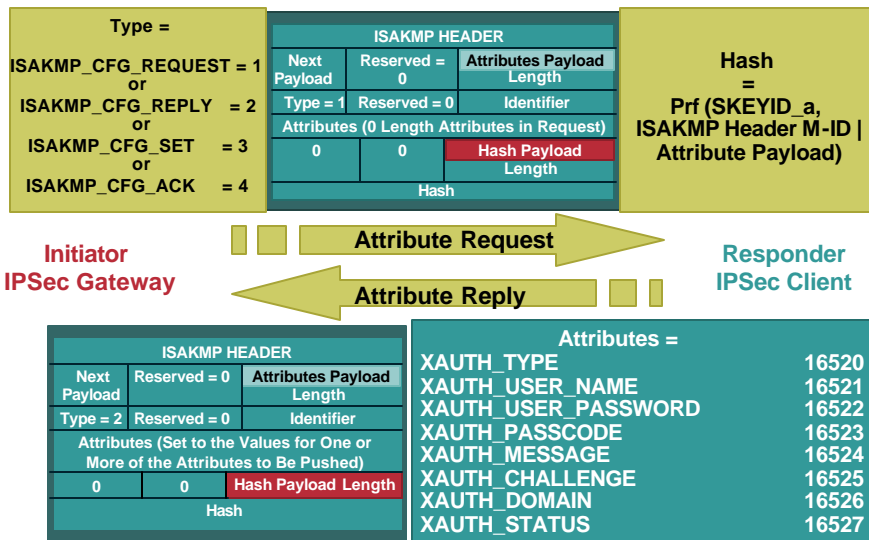 Type =
ISAKMP_CFG_REQUEST = 1
or
ISAKMP_CFG_REPLY = 2
or
ISAKMP_CFG_SET = 3
or
ISAKMP_CFG_ACK = 4
ISAKMP HEADER
Next Payload
Reserved = 0
Attributes Payload Length
Type = 1
Reserved = 0
Identifier
Attributes (0 Length Attributes in Request)
0
0
Hash Payload
Length
Hash
Hash
=
Prf (SKEYID_a,
ISAKMP Header M-ID |
Attribute Payload)
Initiator
IPSec Gateway
Attribute Request
Attribute Reply
Responder
IPSec Client
ISAKMP HEADER
Next Payload
Reserved = 0
Attributes Payload Length
Type = 2
Reserved = 0
Identifier
Attributes (Set to the Values for One or
More of the Attributes to Be Pushed)
0
0
Hash Payload Length
Hash
Attributes =
XAUTH_TYPE 16520
XAUTH_USER_NAME 16521
XAUTH_USER_PASSWORD 16522
XAUTH_PASSCODE 16523
XAUTH_MESSAGE 16524
XAUTH_CHALLENGE 16525
XAUTH_DOMAIN 16526
XAUTH_STATUS 16527